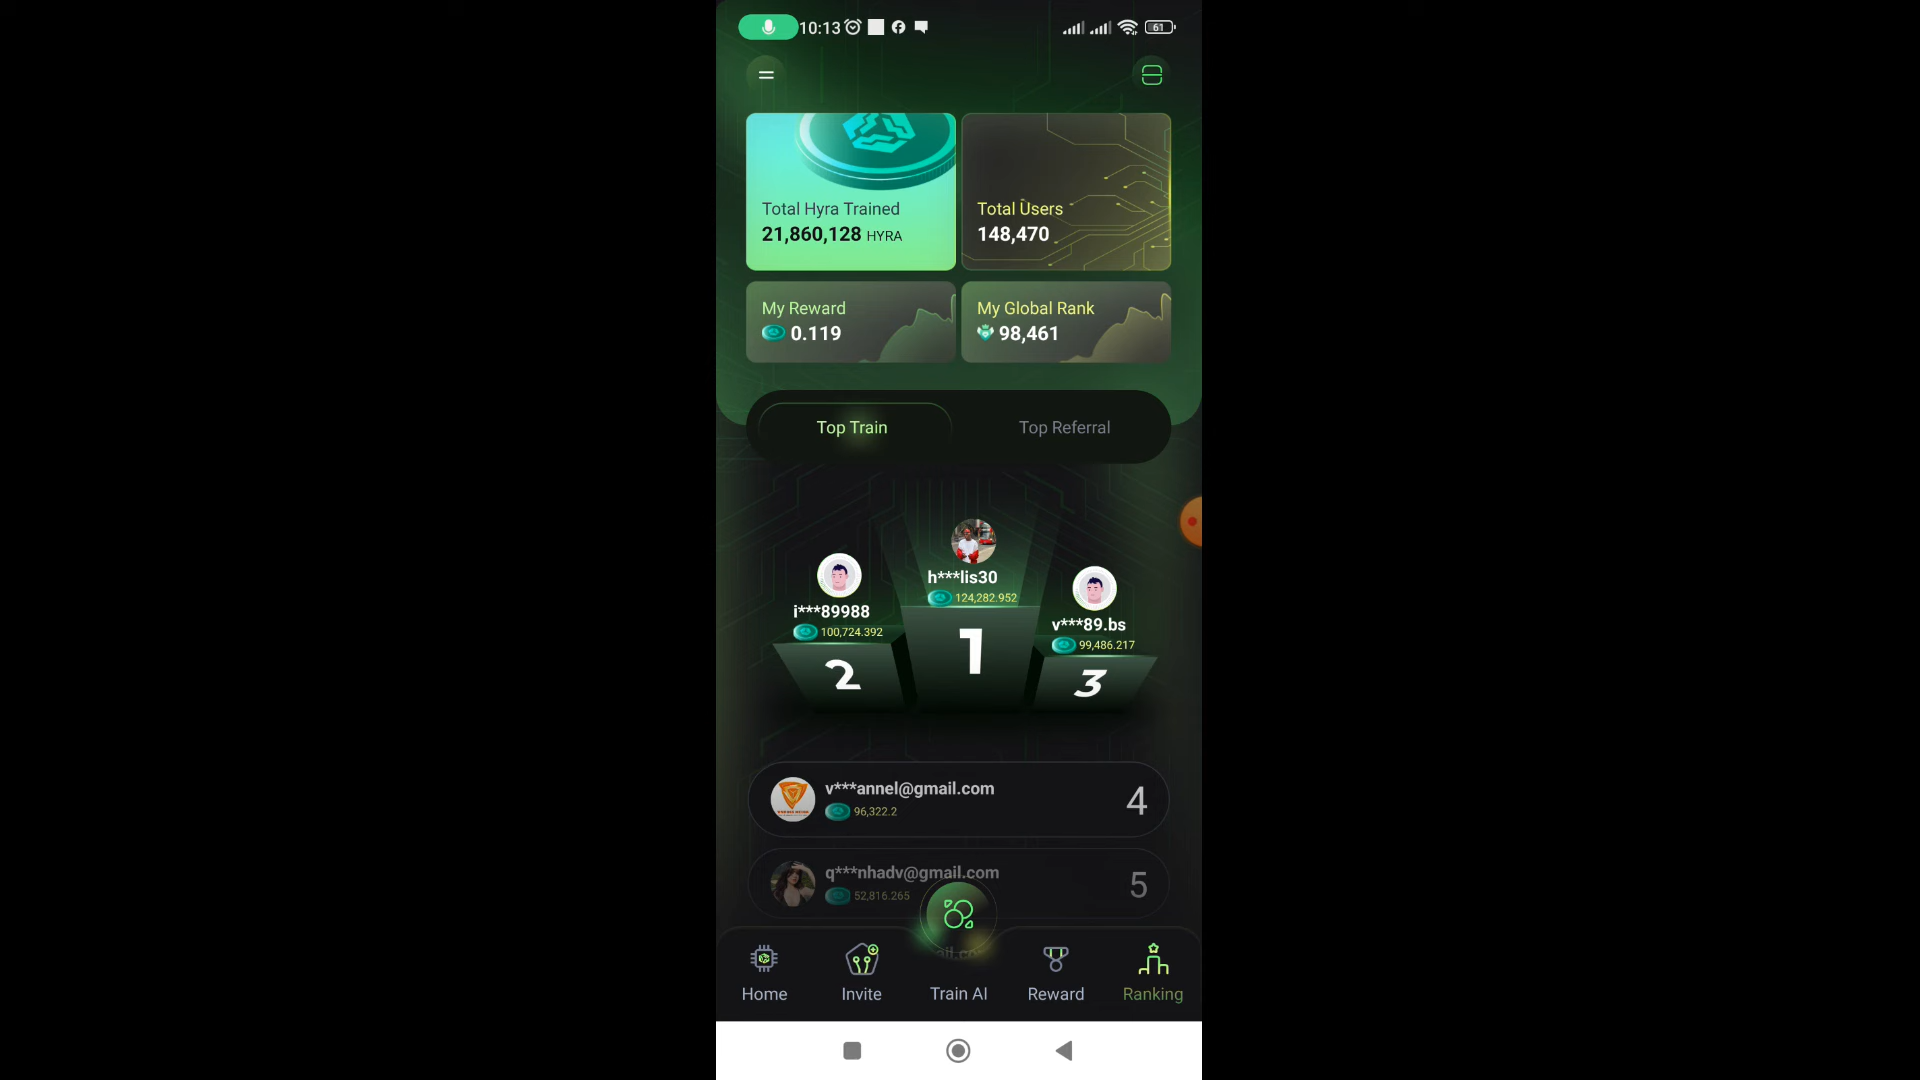 10:13
61
Total Hyra Trained
21,860,128 HYRA
Total Users
148,470
My Reward
0.119
My Global Rank
98,461
Top Train
Top Referral
h***lis30
124,282.952
i***89988
100,724.392
v***89.bs
99,486.217
1
2
3
v***annel@gmail.com
96,322.2
4
q***nhadv@gmail.com
52,816.265
5
Home
Invite
Train AI
Reward
Ranking